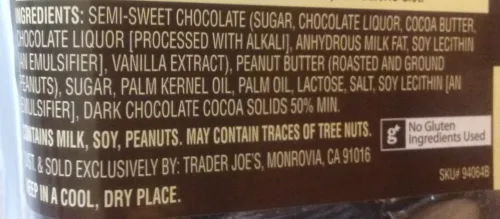 INGREDIENTS: SEMI-SWEET CHOCOLATE (SUGAR, CHOCOLATE LIQUOR, COCOA BUTTER,
CHOCOLATE LIQUOR [PROCESSED WITH ALKALI], ANHYDROUS MILK FAT, SOY LECITHIN
[AN EMULSIFIER], VANILLA EXTRACT), PEANUT BUTTER (ROASTED AND GROUND
PEANUTS), SUGAR, PALM KERNEL OIL, PALM OIL, LACTOSE, SALT, SOY LECITHIN [AN
EMULSIFIER], DARK CHOCOLATE COCOA SOLIDS 50% MIN.
CONTAINS MILK, SOY, PEANUTS. MAY CONTAIN TRACES OF TREE NUTS.
g No Gluten
Ingredients Used
DIST. & SOLD EXCLUSIVELY BY: TRADER JOE'S, MONROVIA, CA 91016
SKU# 94064B
KEEP IN A COOL, DRY PLACE.